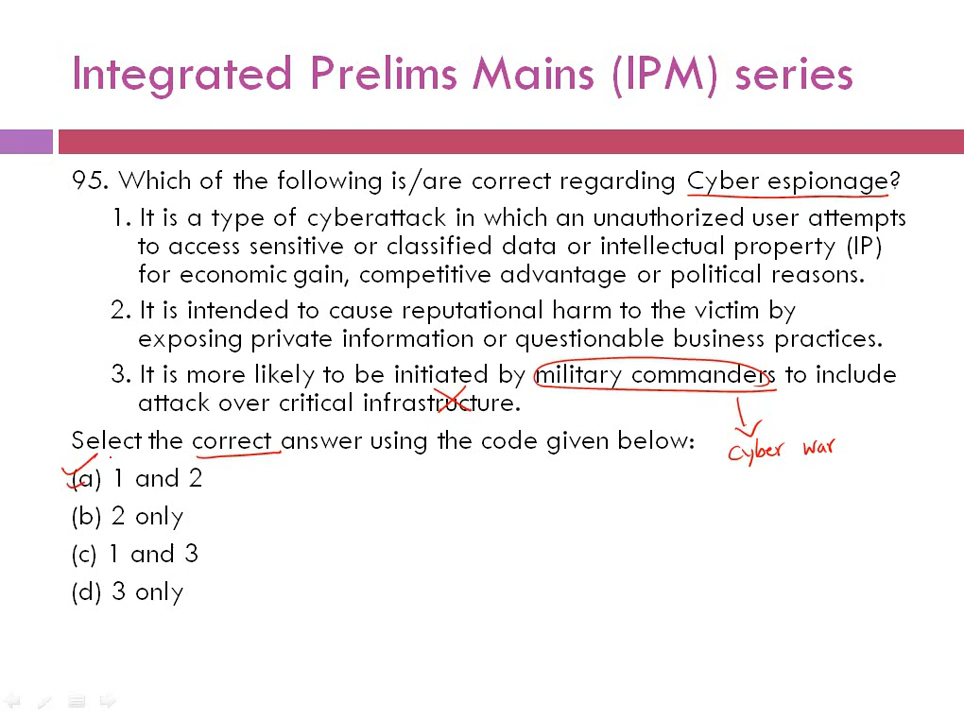 Integrated Prelims Mains (IPM) series
95. Which of the following is/are correct regarding Cyber espionage?
1. It is a type of cyberattack in which an unauthorized user attempts
to access sensitive or classified data or intellectual property (IP)
for economic gain, competitive advantage or political reasons.
2. It is intended to cause reputational harm to the victim by
exposing private information or questionable business practices.
3. It is more likely to be initiated by military commanders to include
attack over critical infrastructure.
Select the correct answer using the code given below:
Cyber war
(a) 1 and 2
(b) 2 only
(c) 1 and 3
(d) 3 only